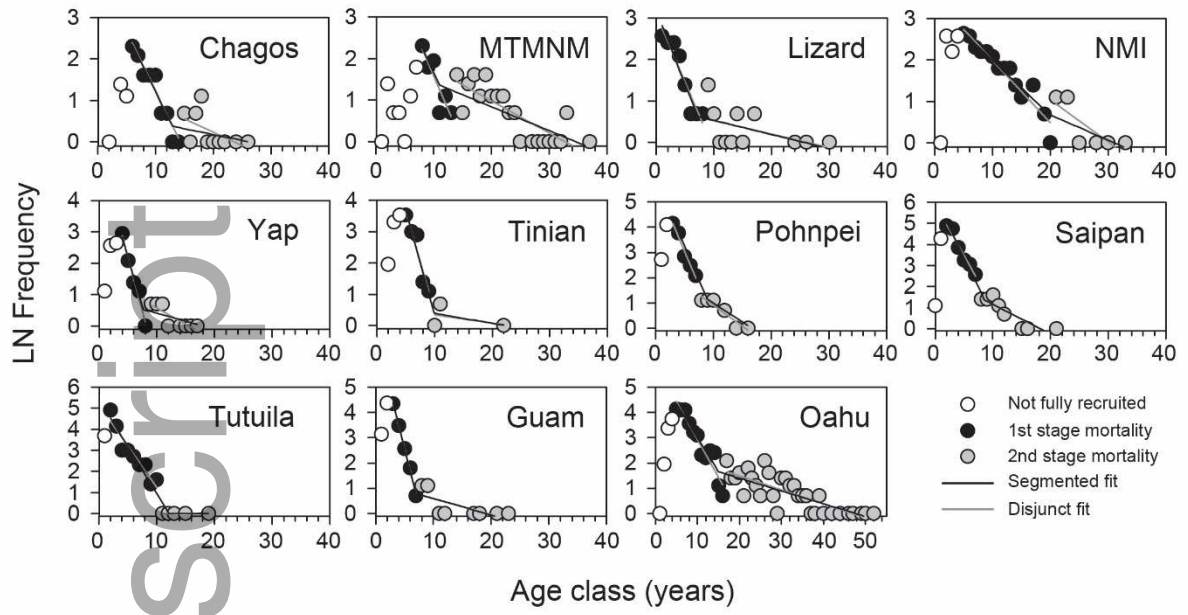 Chagos
3
2
1
0
0 10 20 30 40
MTMNM
3
2
1
0
0 10 20 30 40
Lizard
3
2
1
0
0 10 20 30 40
NMI
3
2
1
0
0 10 20 30 40
LN Frequency
Yap
4
3
2
1
0
0 10 20 30 40
Tinian
4
3
2
1
0
0 10 20 30 40
Pohnpei
5
4
3
2
1
0
0 10 20 30 40
Saipan
6
5
4
3
2
1
0
0 10 20 30 40
Tutuila
6
5
4
3
2
1
0
0 10 20 30 40
Guam
5
4
3
2
1
0
0 10 20 30 40
Oahu
5
4
3
2
1
0
0 10 20 30 40 50
Not fully recruited
1st stage mortality
2nd stage mortality
Segmented fit
Disjunct fit
Age class (years)
script